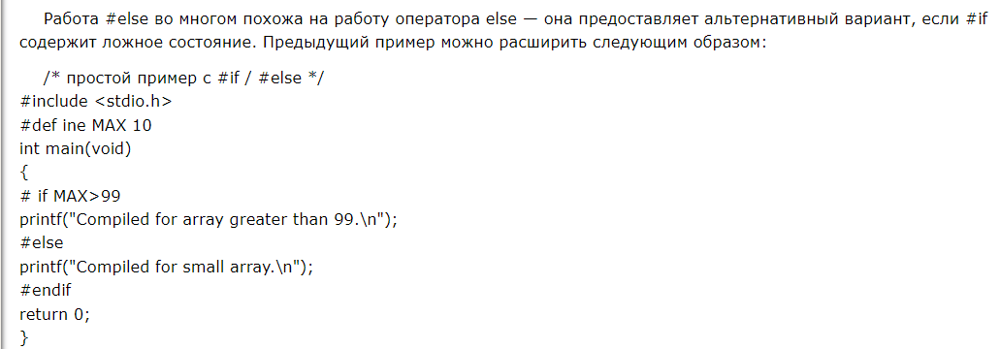 Работа #else во многом похожа на работу оператора else — она предоставляет альтернативный вариант, если #if
содержит ложное состояние. Предыдущий пример можно расширить следующим образом:
/* простой пример с #if / #else */
#include <stdio.h>
#def ine MAX 10
int main(void)
{
# if MAX>99
printf("Compiled for array greater than 99.\n");
#else
printf("Compiled for small array.\n");
#endif
return 0;
}